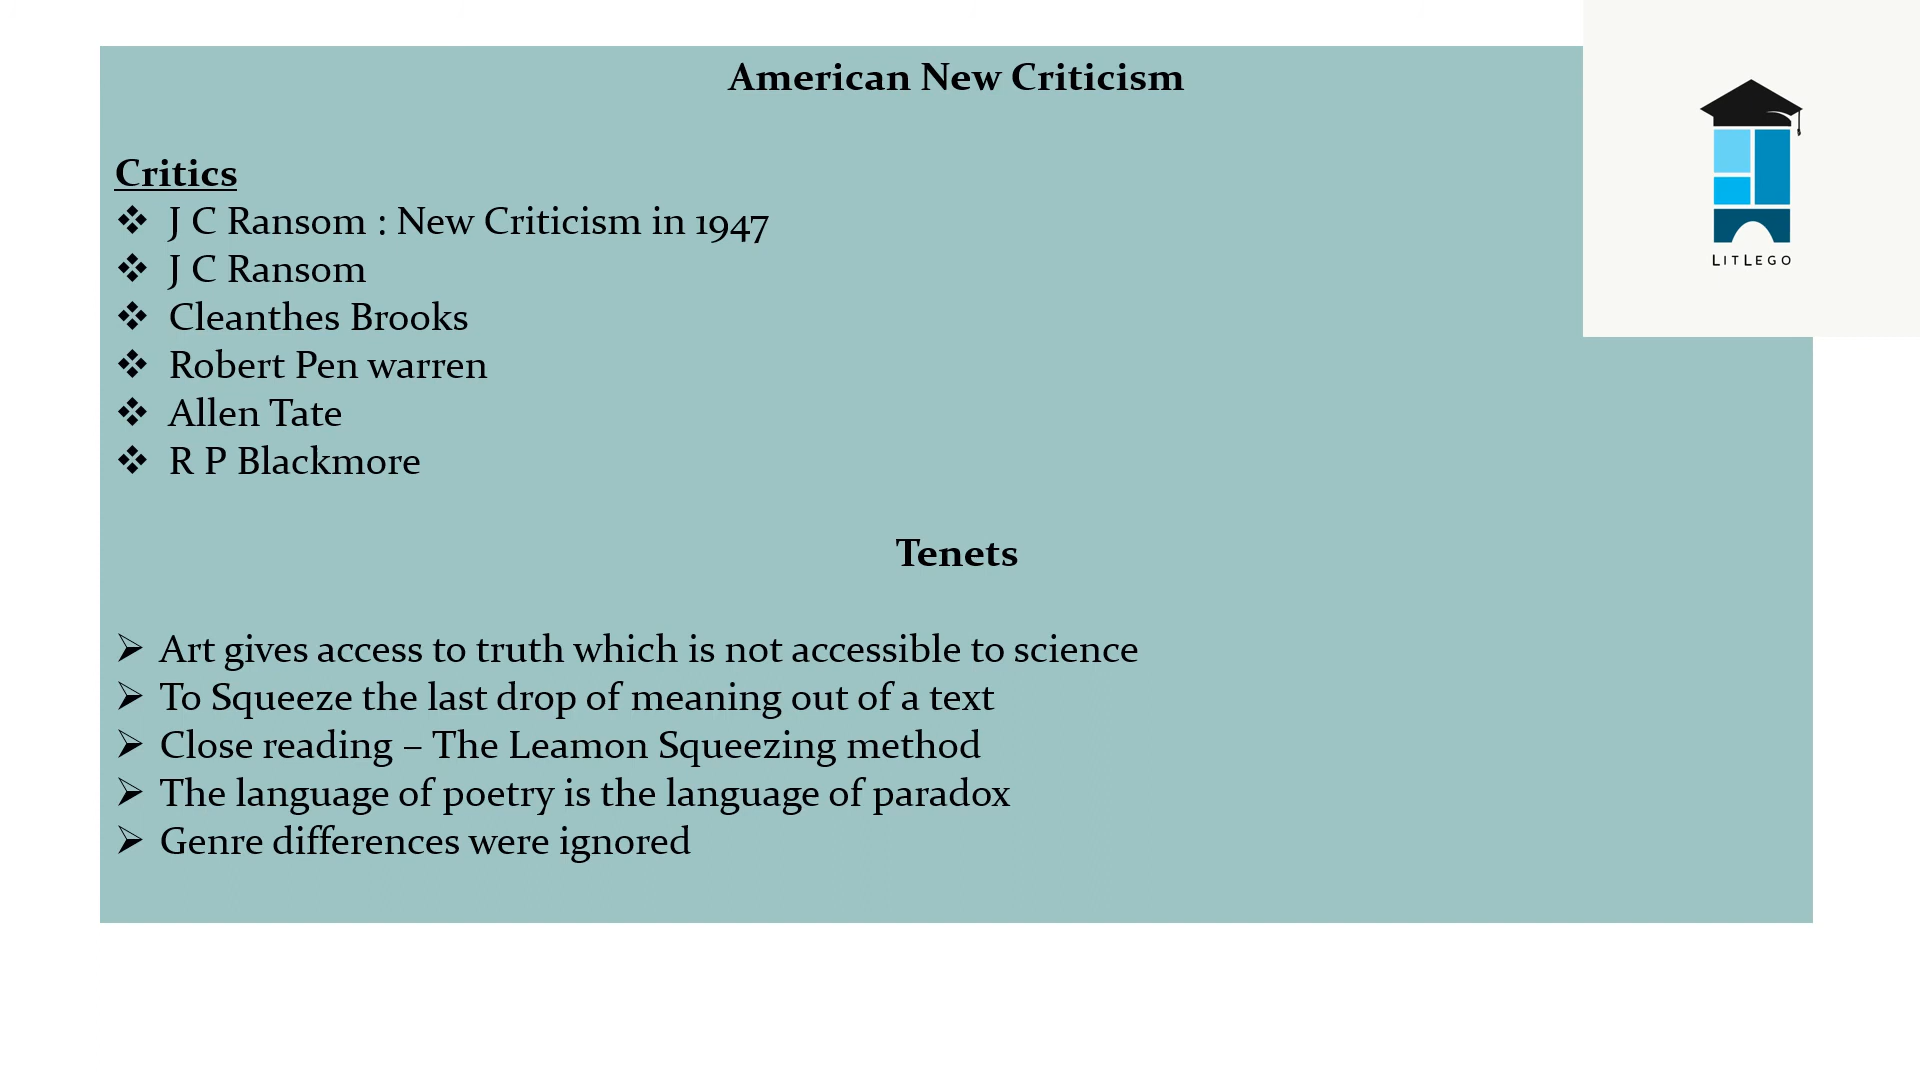 American New Criticism
Critics
❖ J C Ransom : New Criticism in 1947
❖ J C Ransom
❖ Cleanthes Brooks
❖ Robert Pen warren
❖ Allen Tate
❖ R P Blackmore
Tenets
➢ Art gives access to truth which is not accessible to science
➢ To Squeeze the last drop of meaning out of a text
➢ Close reading – The Leamon Squeezing method
➢ The language of poetry is the language of paradox
➢ Genre differences were ignored
LITLEGO